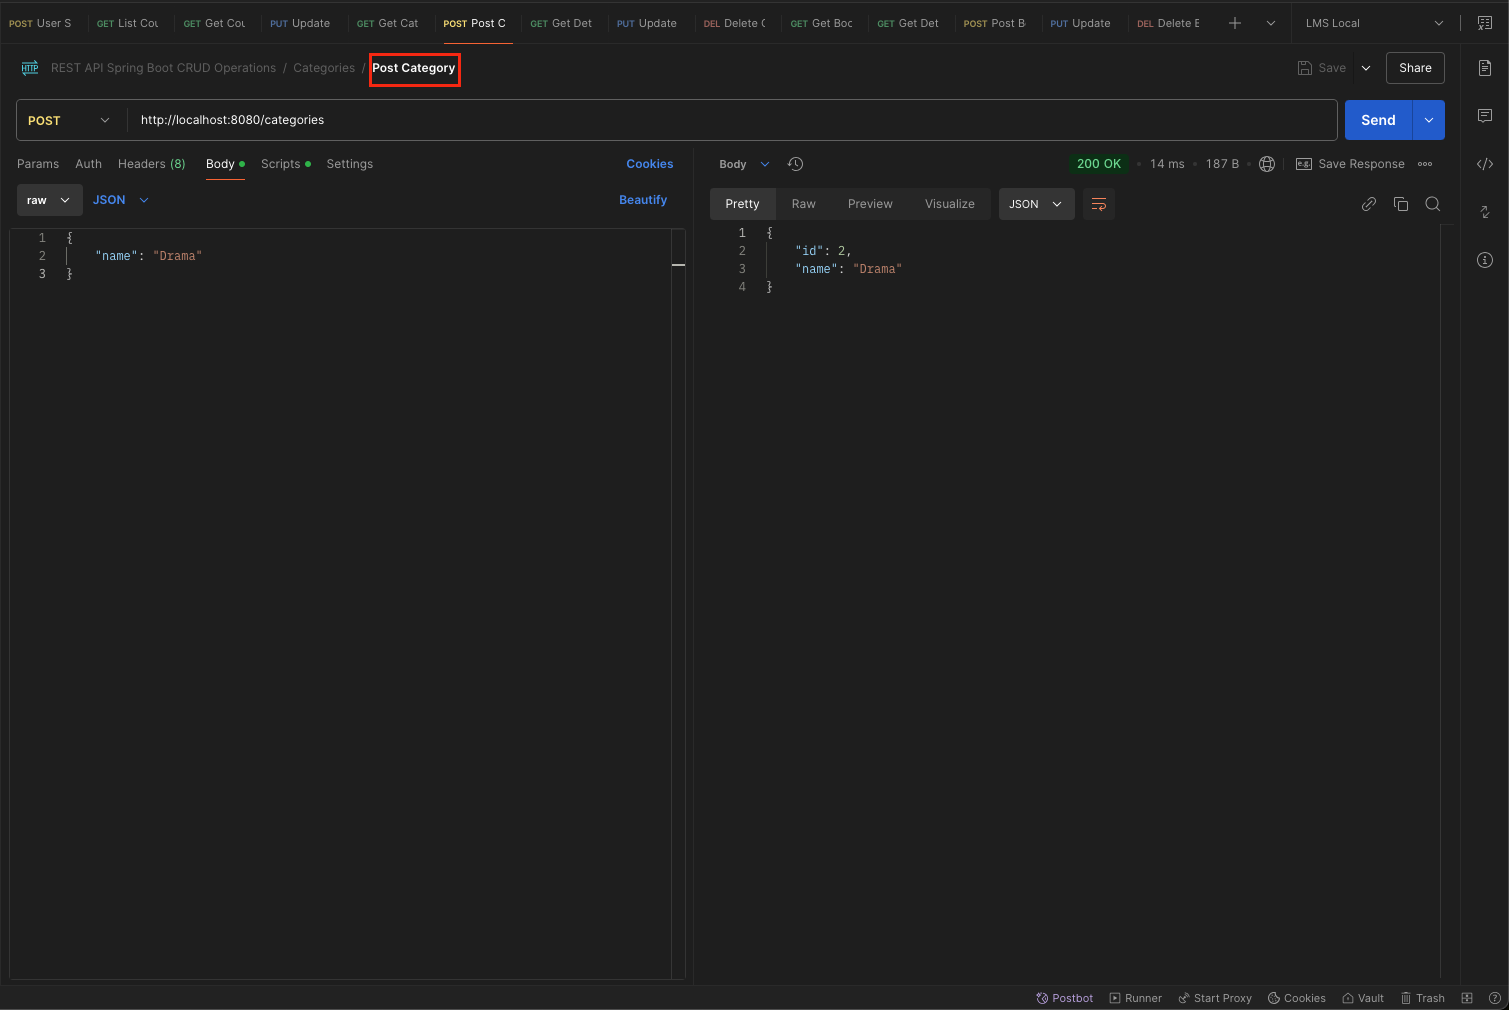 POST User S GET List Cou GET Get Cou PUT Update GET Get Cat POST Post C GET Get Det PUT Update DEL Delete C GET Get Boo GET Get Det POST Post B PUT Update DEL Delete E LMS Local
HTTP REST API Spring Boot CRUD Operations / Categories / Post Category Save Share
POST http://localhost:8080/categories Send
Params Auth Headers (8) Body Scripts Settings Cookies
raw JSON Beautify
1 {
2 "name": "Drama"
3 }
Body 200 OK 14 ms 187 B e.g. Save Response
Pretty Raw Preview Visualize JSON
1 {
2 "id": 2,
3 "name": "Drama"
4 }
Postbot Runner Start Proxy Cookies Vault Trash